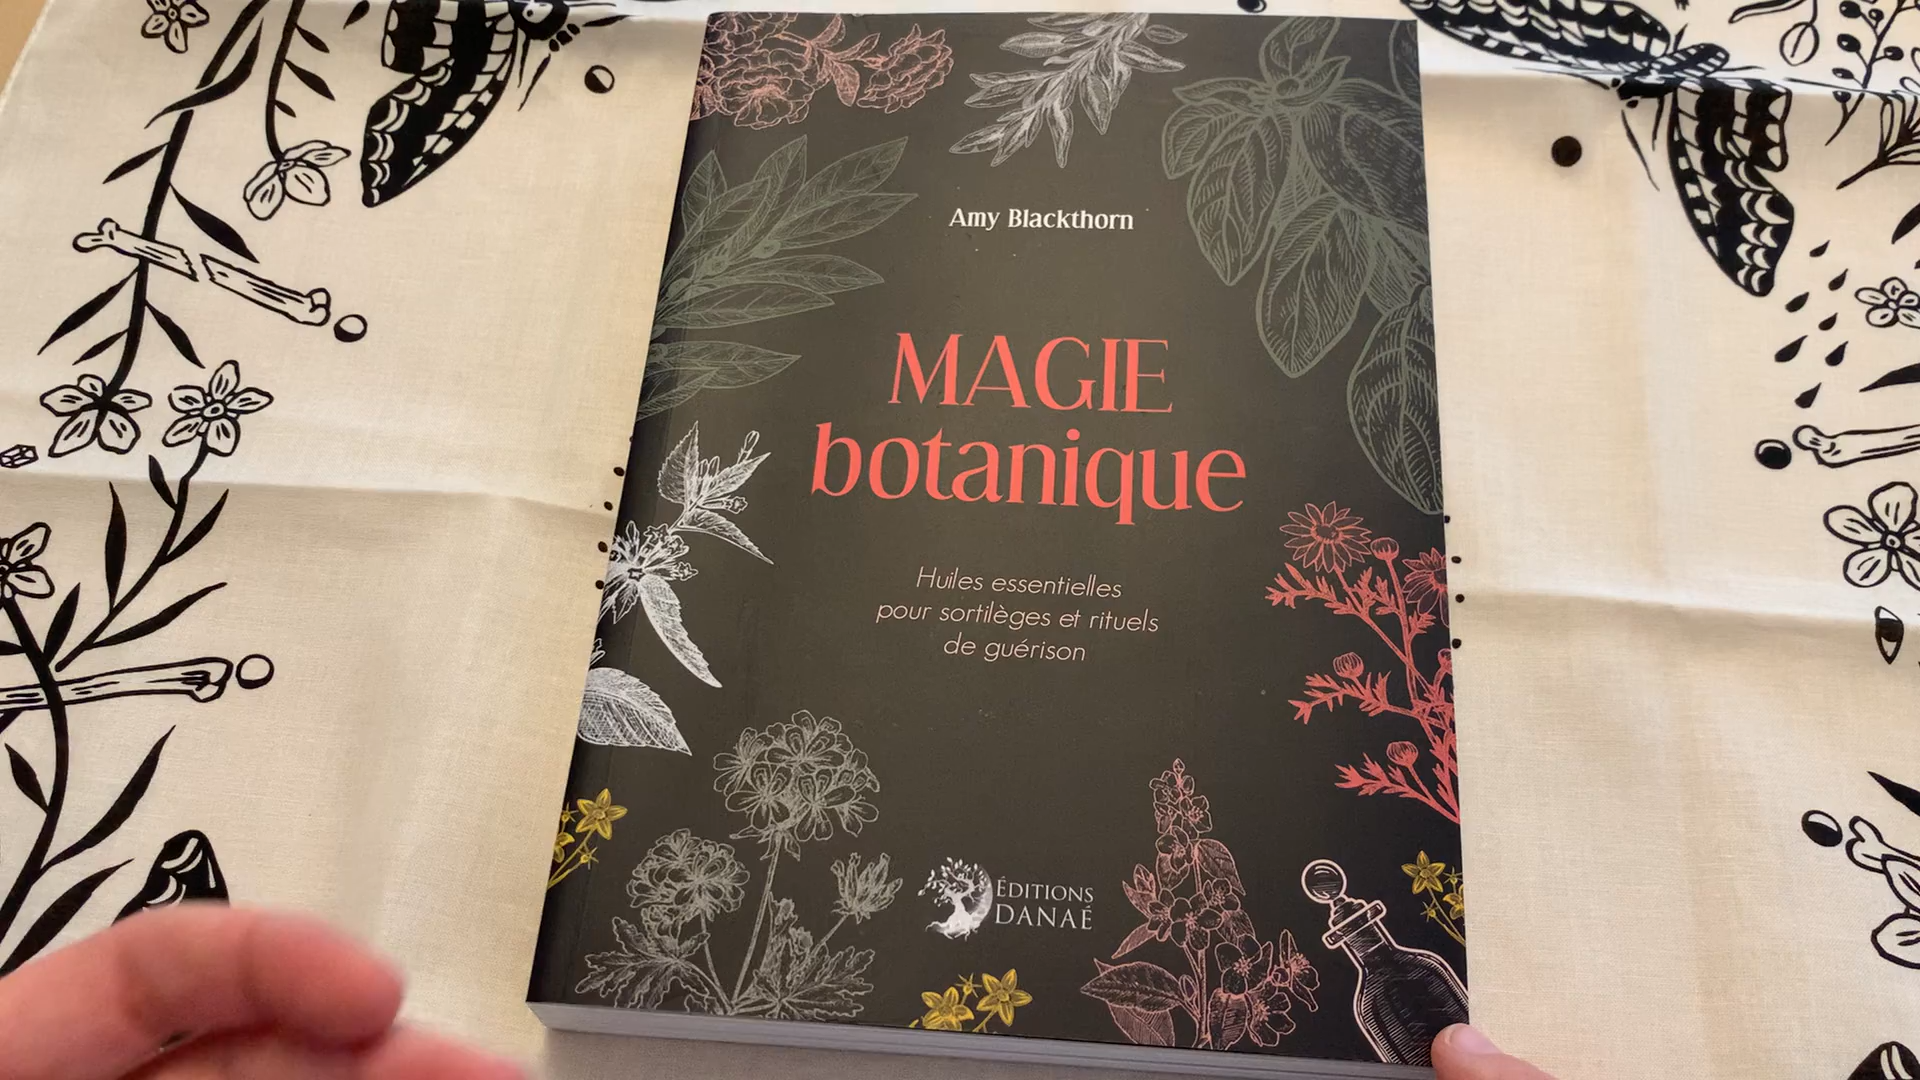 Amy Blackthorn
MAGIE
botanique
Huiles essentielles
pour sortilèges et rituels
de guérison
ÉDITIONS
DANAÉ